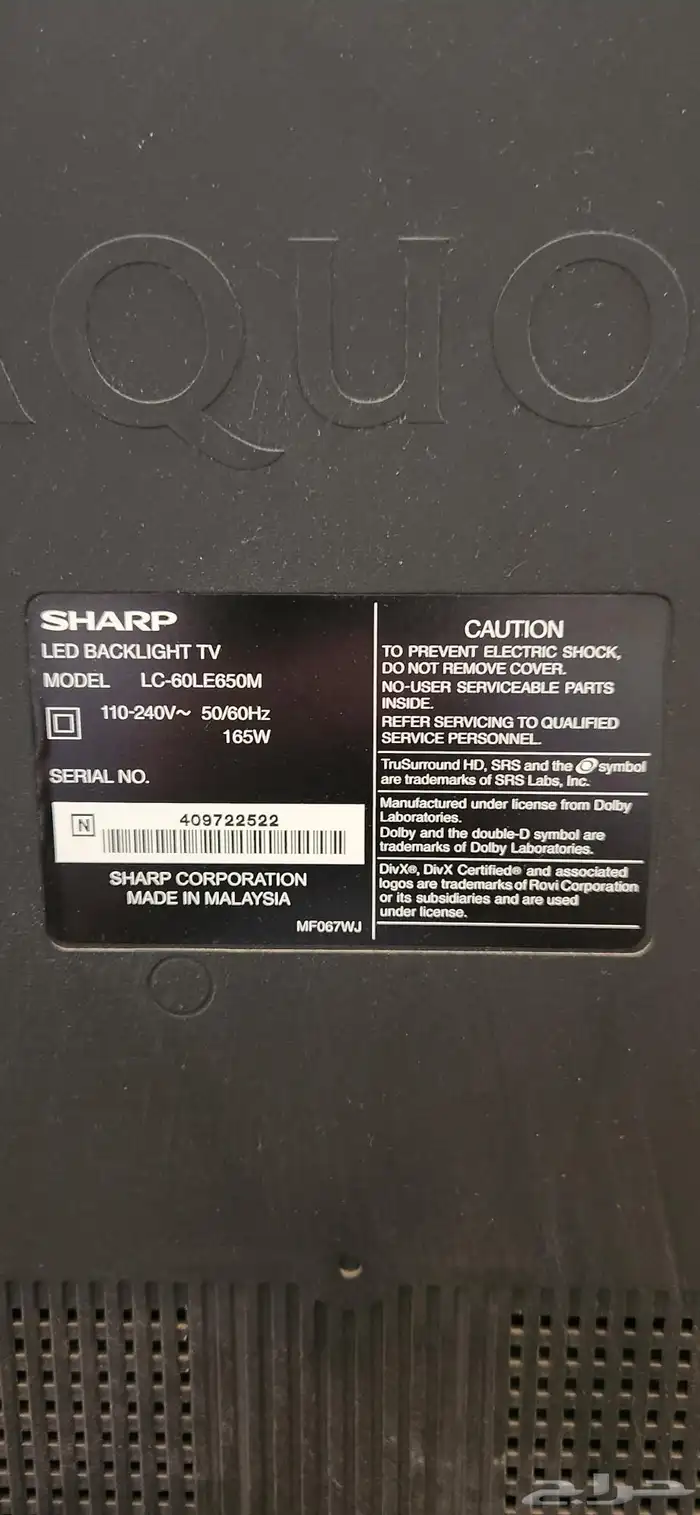 AQUO
SHARP
LED BACKLIGHT TV
MODEL LC-60LE650M
110-240V~ 50/60Hz
165W
SERIAL NO.
N 409722522
SHARP CORPORATION
MADE IN MALAYSIA
MF067WJ
CAUTION
TO PREVENT ELECTRIC SHOCK,
DO NOT REMOVE COVER.
NO-USER SERVICEABLE PARTS
INSIDE.
REFER SERVICING TO QUALIFIED
SERVICE PERSONNEL.
TruSurround HD, SRS and the symbol
are trademarks of SRS Labs, Inc.
Manufactured under license from Dolby
Laboratories.
Dolby and the double-D symbol are
trademarks of Dolby Laboratories.
DivX®, DivX Certified® and associated
logos are trademarks of Rovi Corporation
or its subsidiaries and are used
under license.
حراج